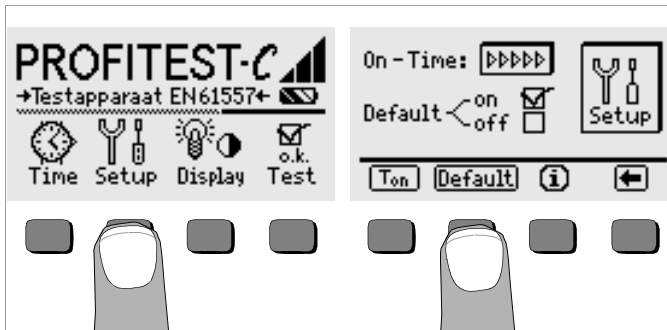 PROFITEST-C
→Testapparaat EN61557←
Time Setup Display o.k. Test
On-Time: ▷▷▷▷▷
Default on
off
Setup
Ton Default i ←